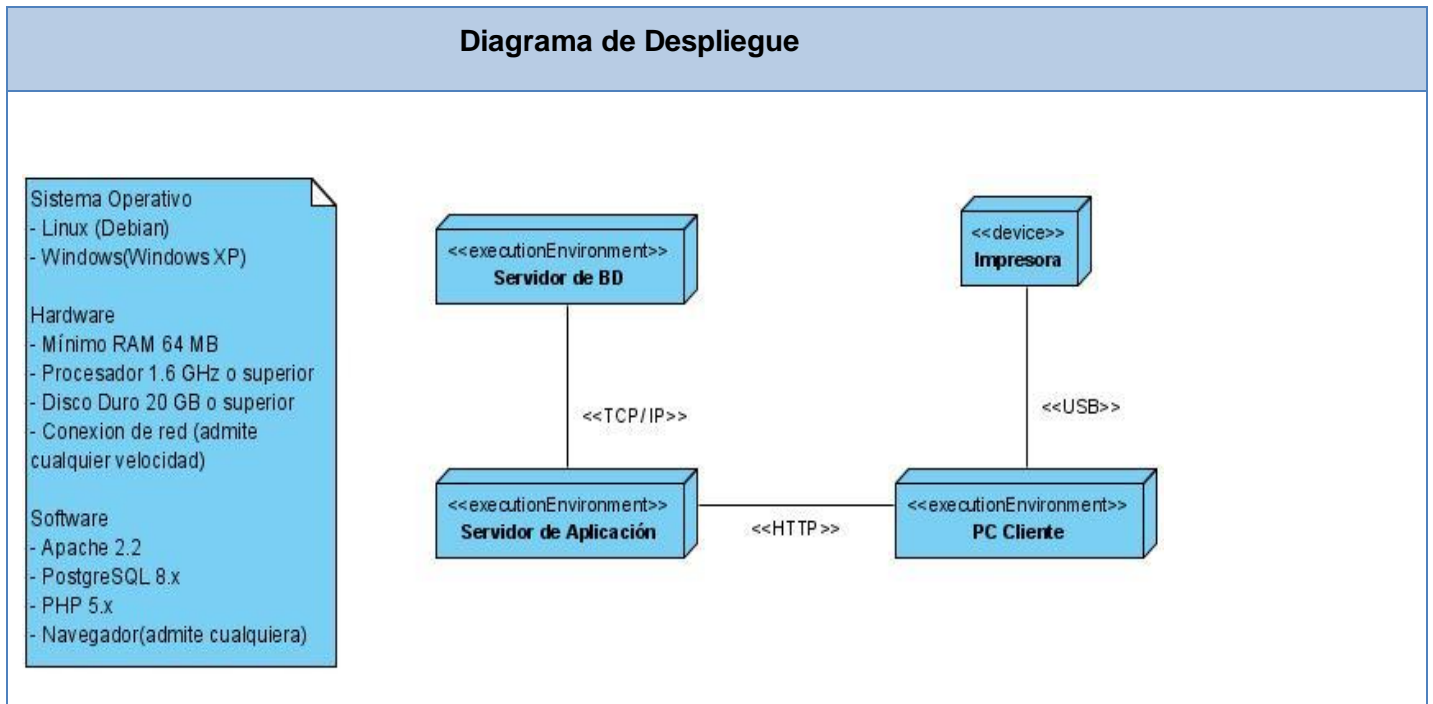 Diagrama de Despliegue
Sistema Operativo
- Linux (Debian)
- Windows(Windows XP)
Hardware
- Mínimo RAM 64 MB
- Procesador 1.6 GHz o superior
- Disco Duro 20 GB o superior
- Conexion de red (admite
cualquier velocidad)
Software
- Apache 2.2
- PostgreSQL 8.x
- PHP 5.x
- Navegador(admite cualquiera)
<<executionEnvironment>>
Servidor de BD
<<device>>
Impresora
<<TCP/IP>>
<<USB>>
<<executionEnvironment>>
Servidor de Aplicación
<<HTTP>>
<<executionEnvironment>>
PC Cliente